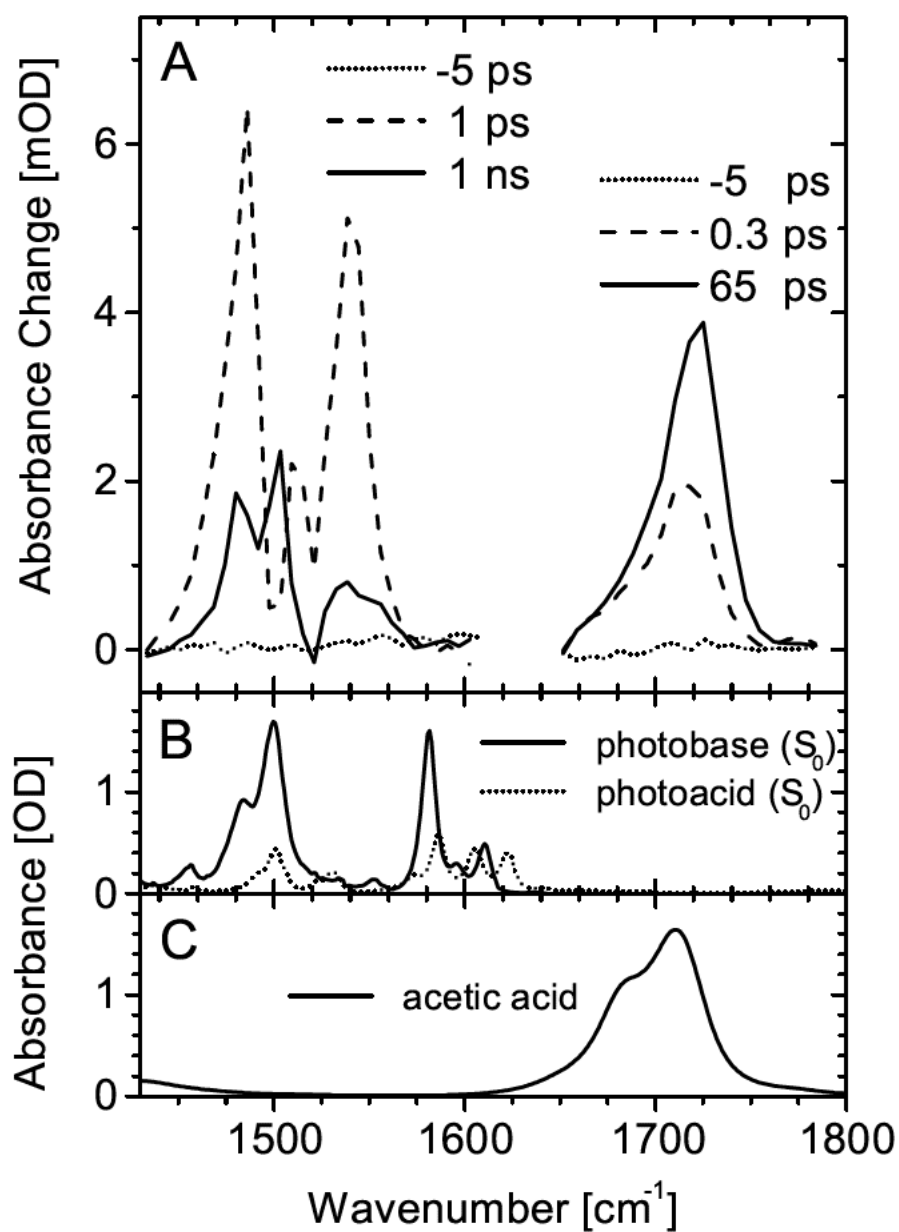 A
-5 ps
1 ps
1 ns
-5 ps
0.3 ps
65 ps
Absorbance Change [mOD]
6
4
2
0
B
photobase (S0)
photoacid (S0)
1
0
C
acetic acid
1
0
Absorbance [OD]
1500 1600 1700 1800
Wavenumber [cm-1]